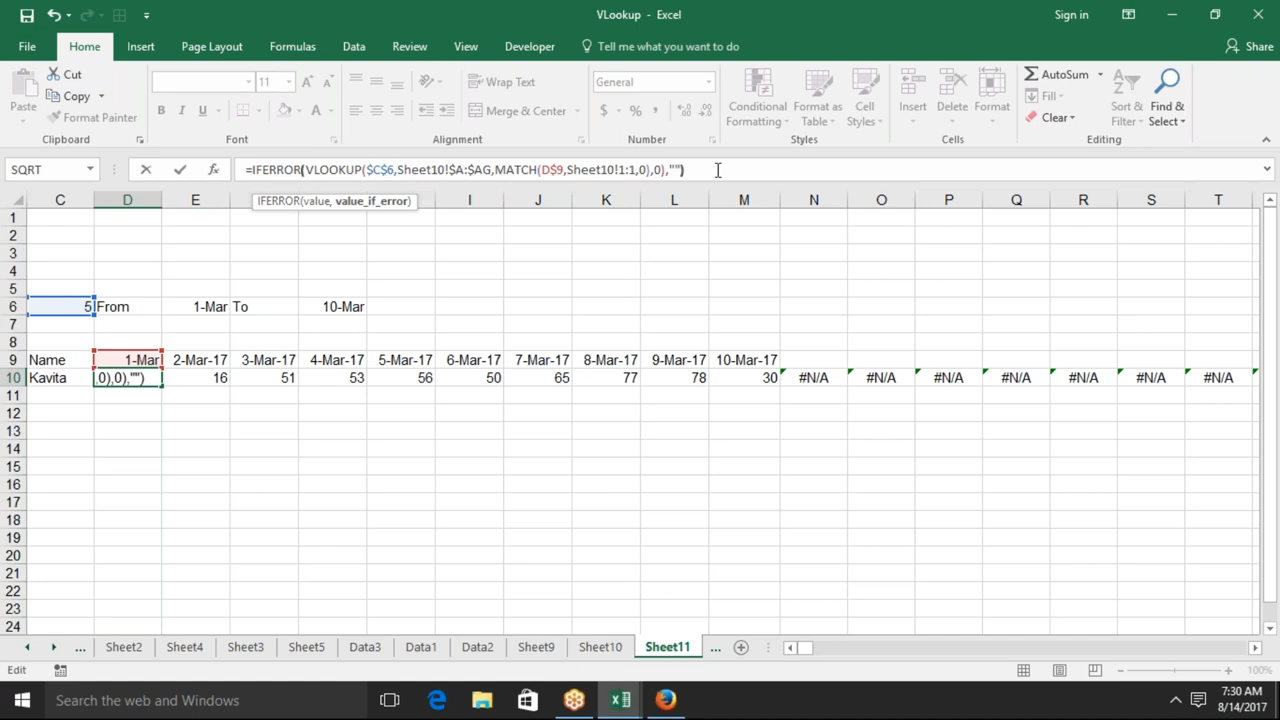 VLookup - Excel
Sign in
File Home Insert Page Layout Formulas Data Review View Developer Tell me what you want to do Share
Paste Cut Copy Format Painter
11
Wrap Text Merge & Center
General
Conditional Formatting Format as Table Cell Styles
Insert Delete Format
AutoSum Fill Clear Sort & Filter Find & Select
Clipboard Font Alignment Number Styles Cells Editing
SQRT =IFERROR(VLOOKUP($C$6,Sheet10!$A:$AG,MATCH(D$9,Sheet10!1:1,0),0),"")
IFERROR(value, value_if_error)
C D E F G H I J K L M N O P Q R S T
1
2
3
4
5
6 5 From 1-Mar To 10-Mar
7
8
9 Name 1-Mar 2-Mar-17 3-Mar-17 4-Mar-17 5-Mar-17 6-Mar-17 7-Mar-17 8-Mar-17 9-Mar-17 10-Mar-17
10 Kavita ,0),0),"") 16 51 53 56 50 65 77 78 30 #N/A #N/A #N/A #N/A #N/A #N/A #N/A
11
12
13
14
15
16
17
18
19
20
21
22
23
24
... Sheet2 Sheet4 Sheet3 Sheet5 Data3 Data1 Data2 Sheet9 Sheet10 Sheet11 ...
Edit 100%
Search the web and Windows
7:30 AM
8/14/2017